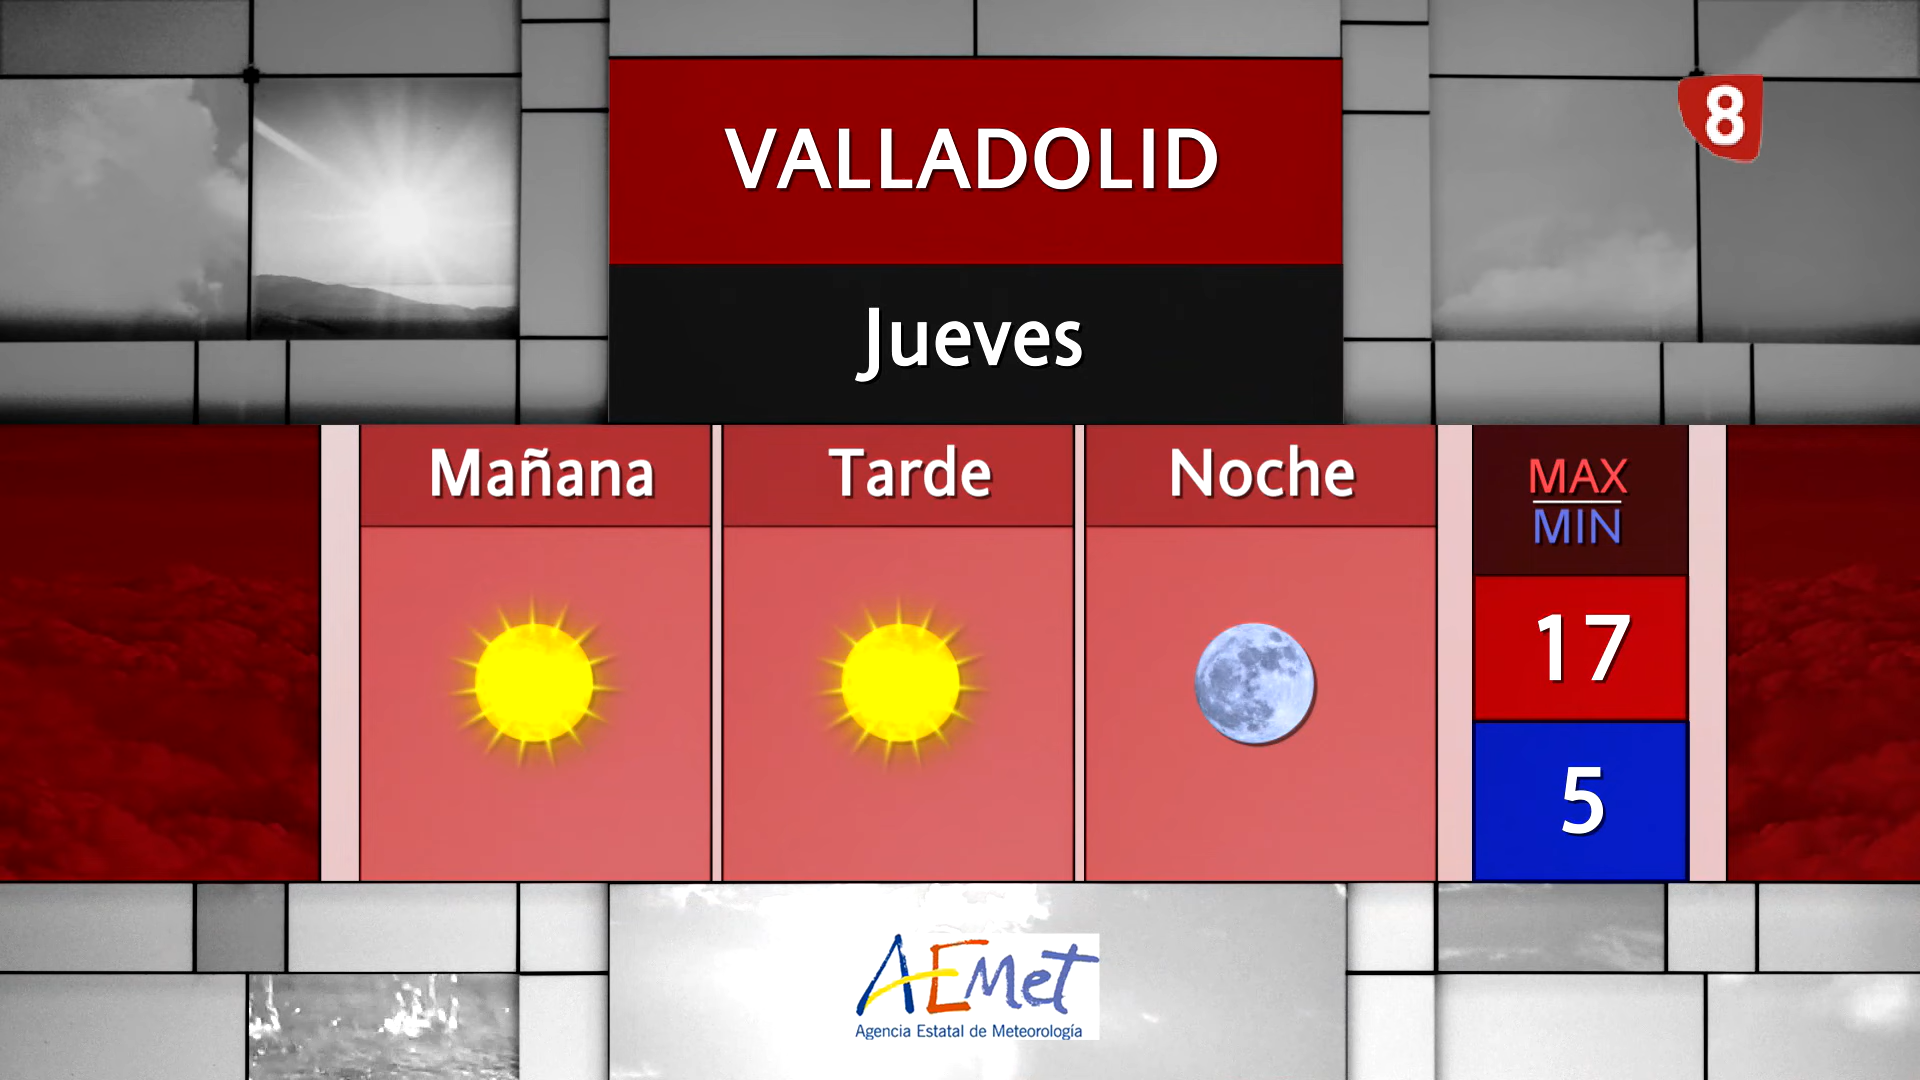 VALLADOLID
8
Jueves
Mañana
Tarde
Noche
MAX
MIN
17
5
AEMet
Agencia Estatal de Meteorología